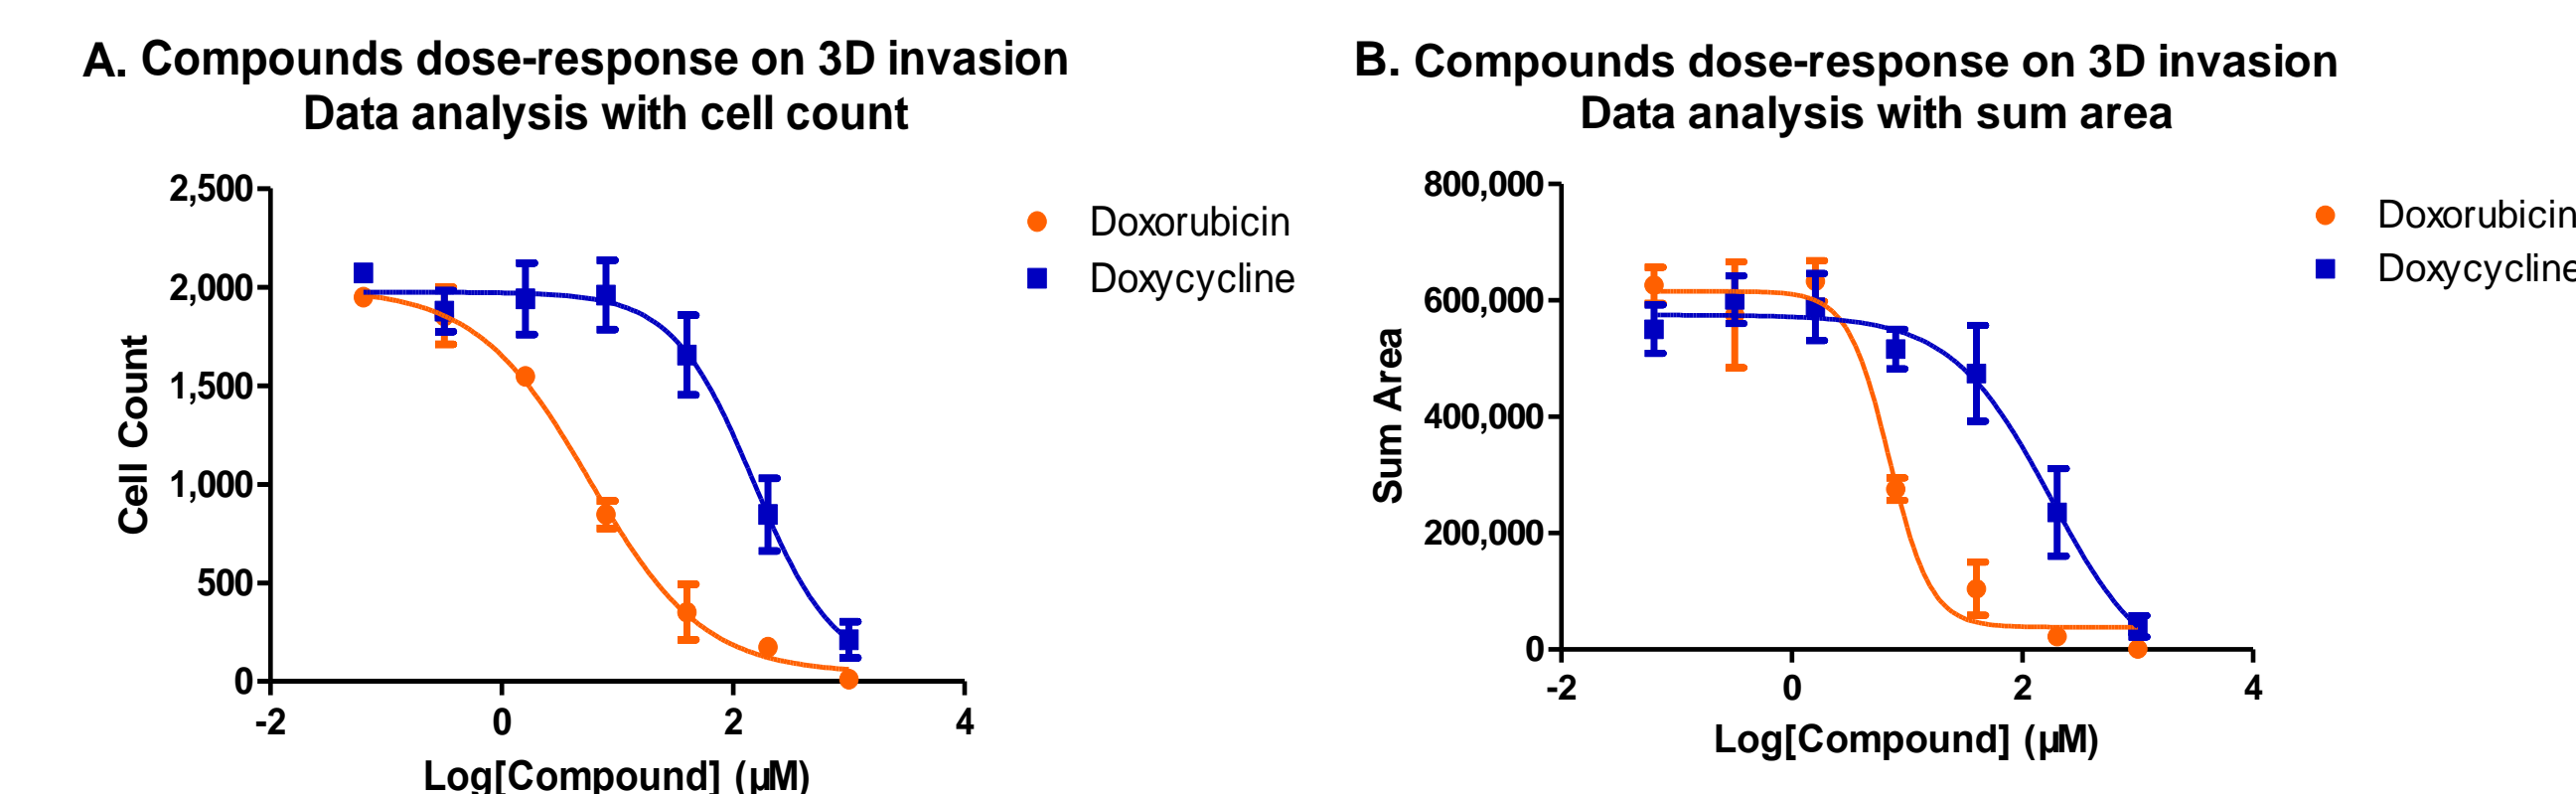 A. Compounds dose-response on 3D invasion
Data analysis with cell count
2,500
2,000
1,500
1,000
500
0
Cell Count
-2
0
2
4
Log[Compound] (µM)
Doxorubicin
Doxycycline
B. Compounds dose-response on 3D invasion
Data analysis with sum area
800,000
600,000
400,000
200,000
0
Sum Area
-2
0
2
4
Log[Compound] (µM)
Doxorubicin
Doxycycline